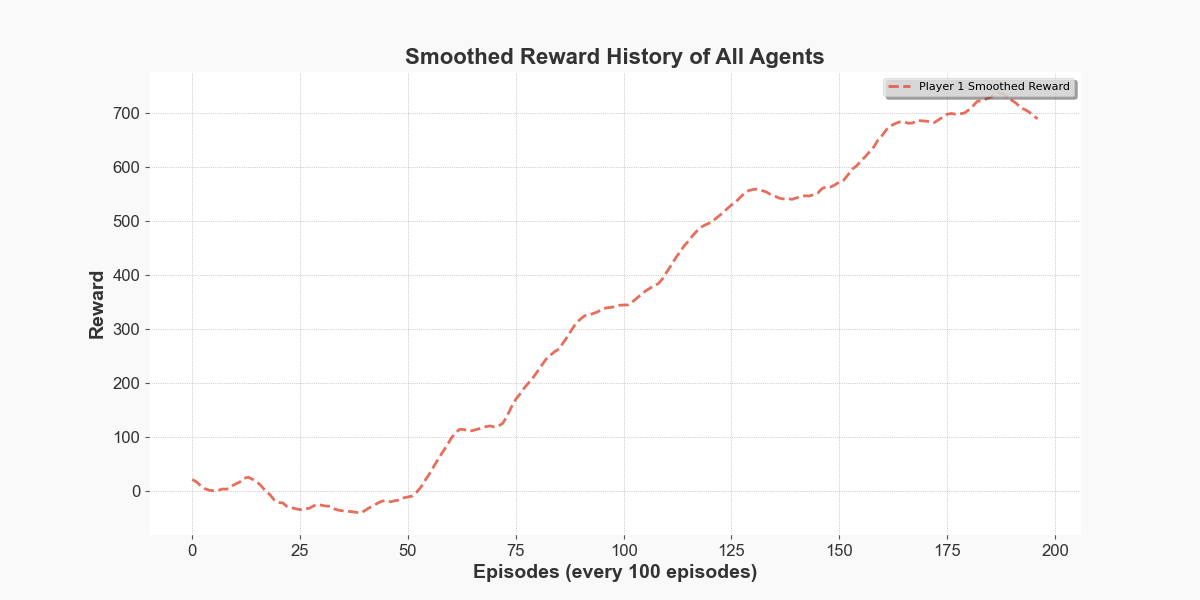 Smoothed Reward History of All Agents
Player 1 Smoothed Reward
700
600
500
400
300
200
100
0
Reward
0 25 50 75 100 125 150 175 200
Episodes (every 100 episodes)